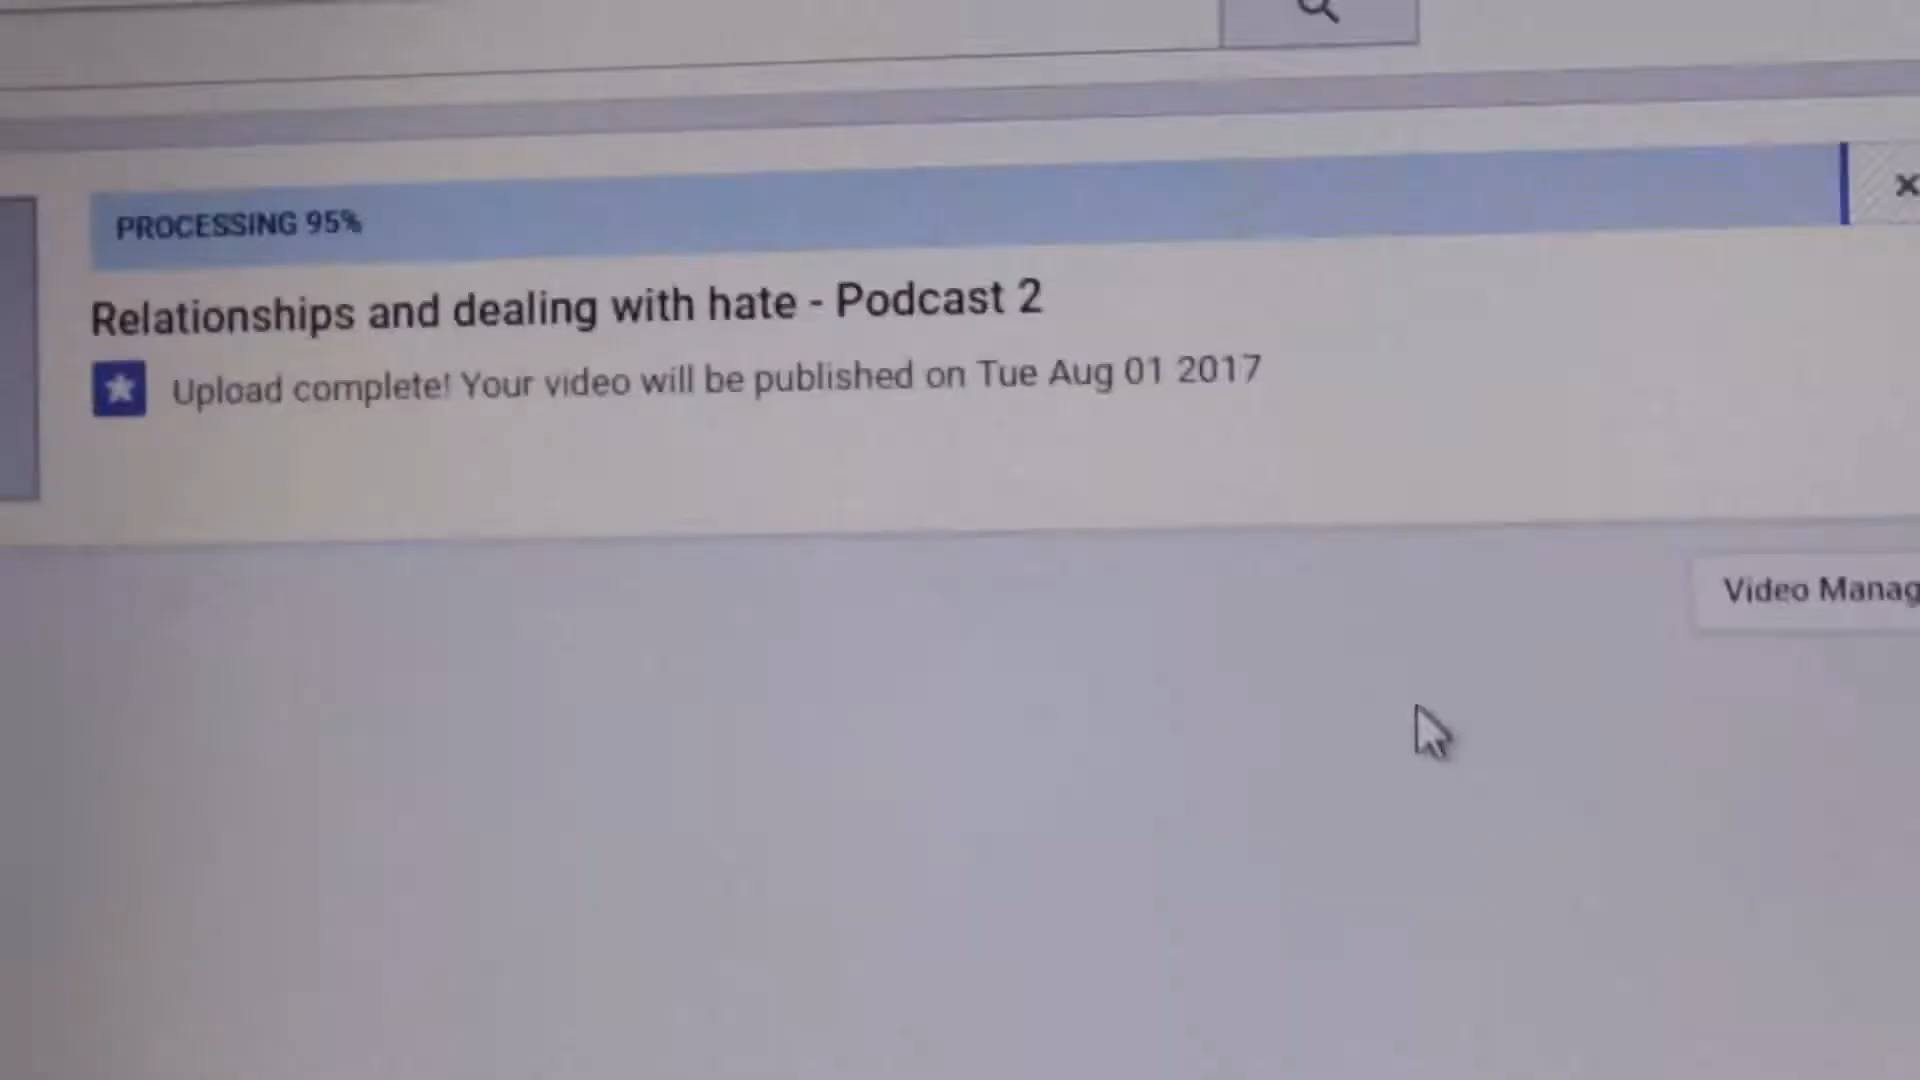 PROCESSING 95%
Relationships and dealing with hate - Podcast 2
Upload complete! Your video will be published on Tue Aug 01 2017
Video Manag